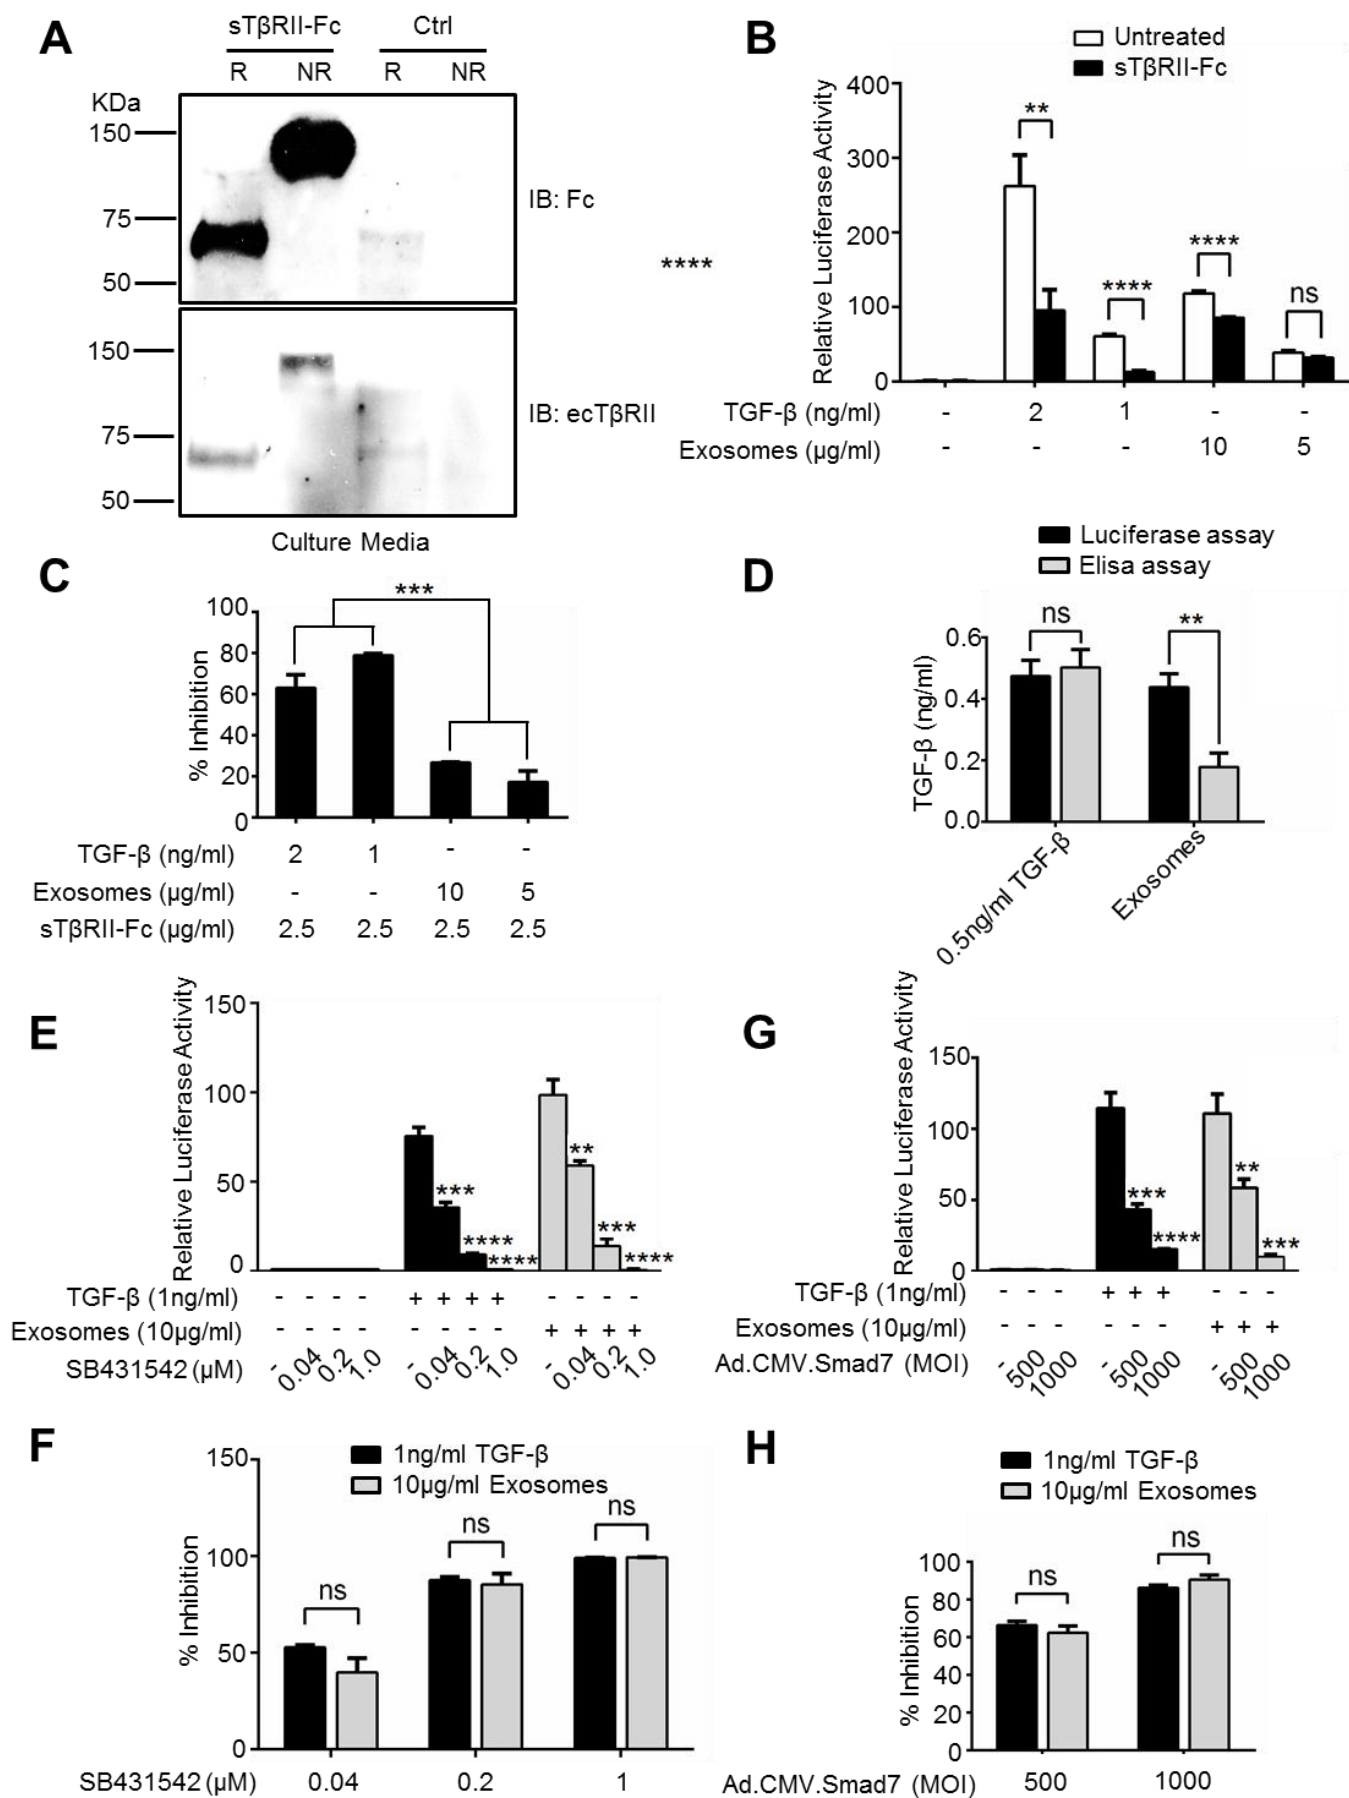 A
sTβRII-Fc Ctrl
R NR R NR
KDa
150
75
50
IB: Fc
150
75
50
IB: ecTβRII
Culture Media
****
B
Untreated
sTβRII-Fc
Relative Luciferase Activity
400
300
200
100
0
**
****
****
ns
TGF-β (ng/ml) - 2 1 - -
Exosomes (µg/ml) - - - 10 5
C
% Inhibition
100
80
60
40
20
0
***
TGF-β (ng/ml) 2 1 - -
Exosomes (µg/ml) - - 10 5
sTβRII-Fc (µg/ml) 2.5 2.5 2.5 2.5
D
Luciferase assay
Elisa assay
TGF-β (ng/ml)
0.6
0.4
0.2
0.0
ns
**
0.5ng/ml TGF-β
Exosomes
E
Relative Luciferase Activity
150
100
50
0
***
****
****
**
***
****
TGF-β (1ng/ml) - - - - + + + + - - - -
Exosomes (10µg/ml) - - - - - - - - + + + +
SB431542 (µM) - 0.04 0.2 1.0 - 0.04 0.2 1.0 - 0.04 0.2 1.0
G
Relative Luciferase Activity
150
100
50
0
***
****
**
***
TGF-β (1ng/ml) - - - + + + - - -
Exosomes (10µg/ml) - - - - - - + + +
Ad.CMV.Smad7 (MOI) - 500 1000 - 500 1000 - 500 1000
F
1ng/ml TGF-β
10µg/ml Exosomes
% Inhibition
150
100
50
0
ns
ns
ns
SB431542 (µM) 0.04 0.2 1
H
1ng/ml TGF-β
10µg/ml Exosomes
% Inhibition
100
80
60
40
20
0
ns
ns
Ad.CMV.Smad7 (MOI) 500 1000